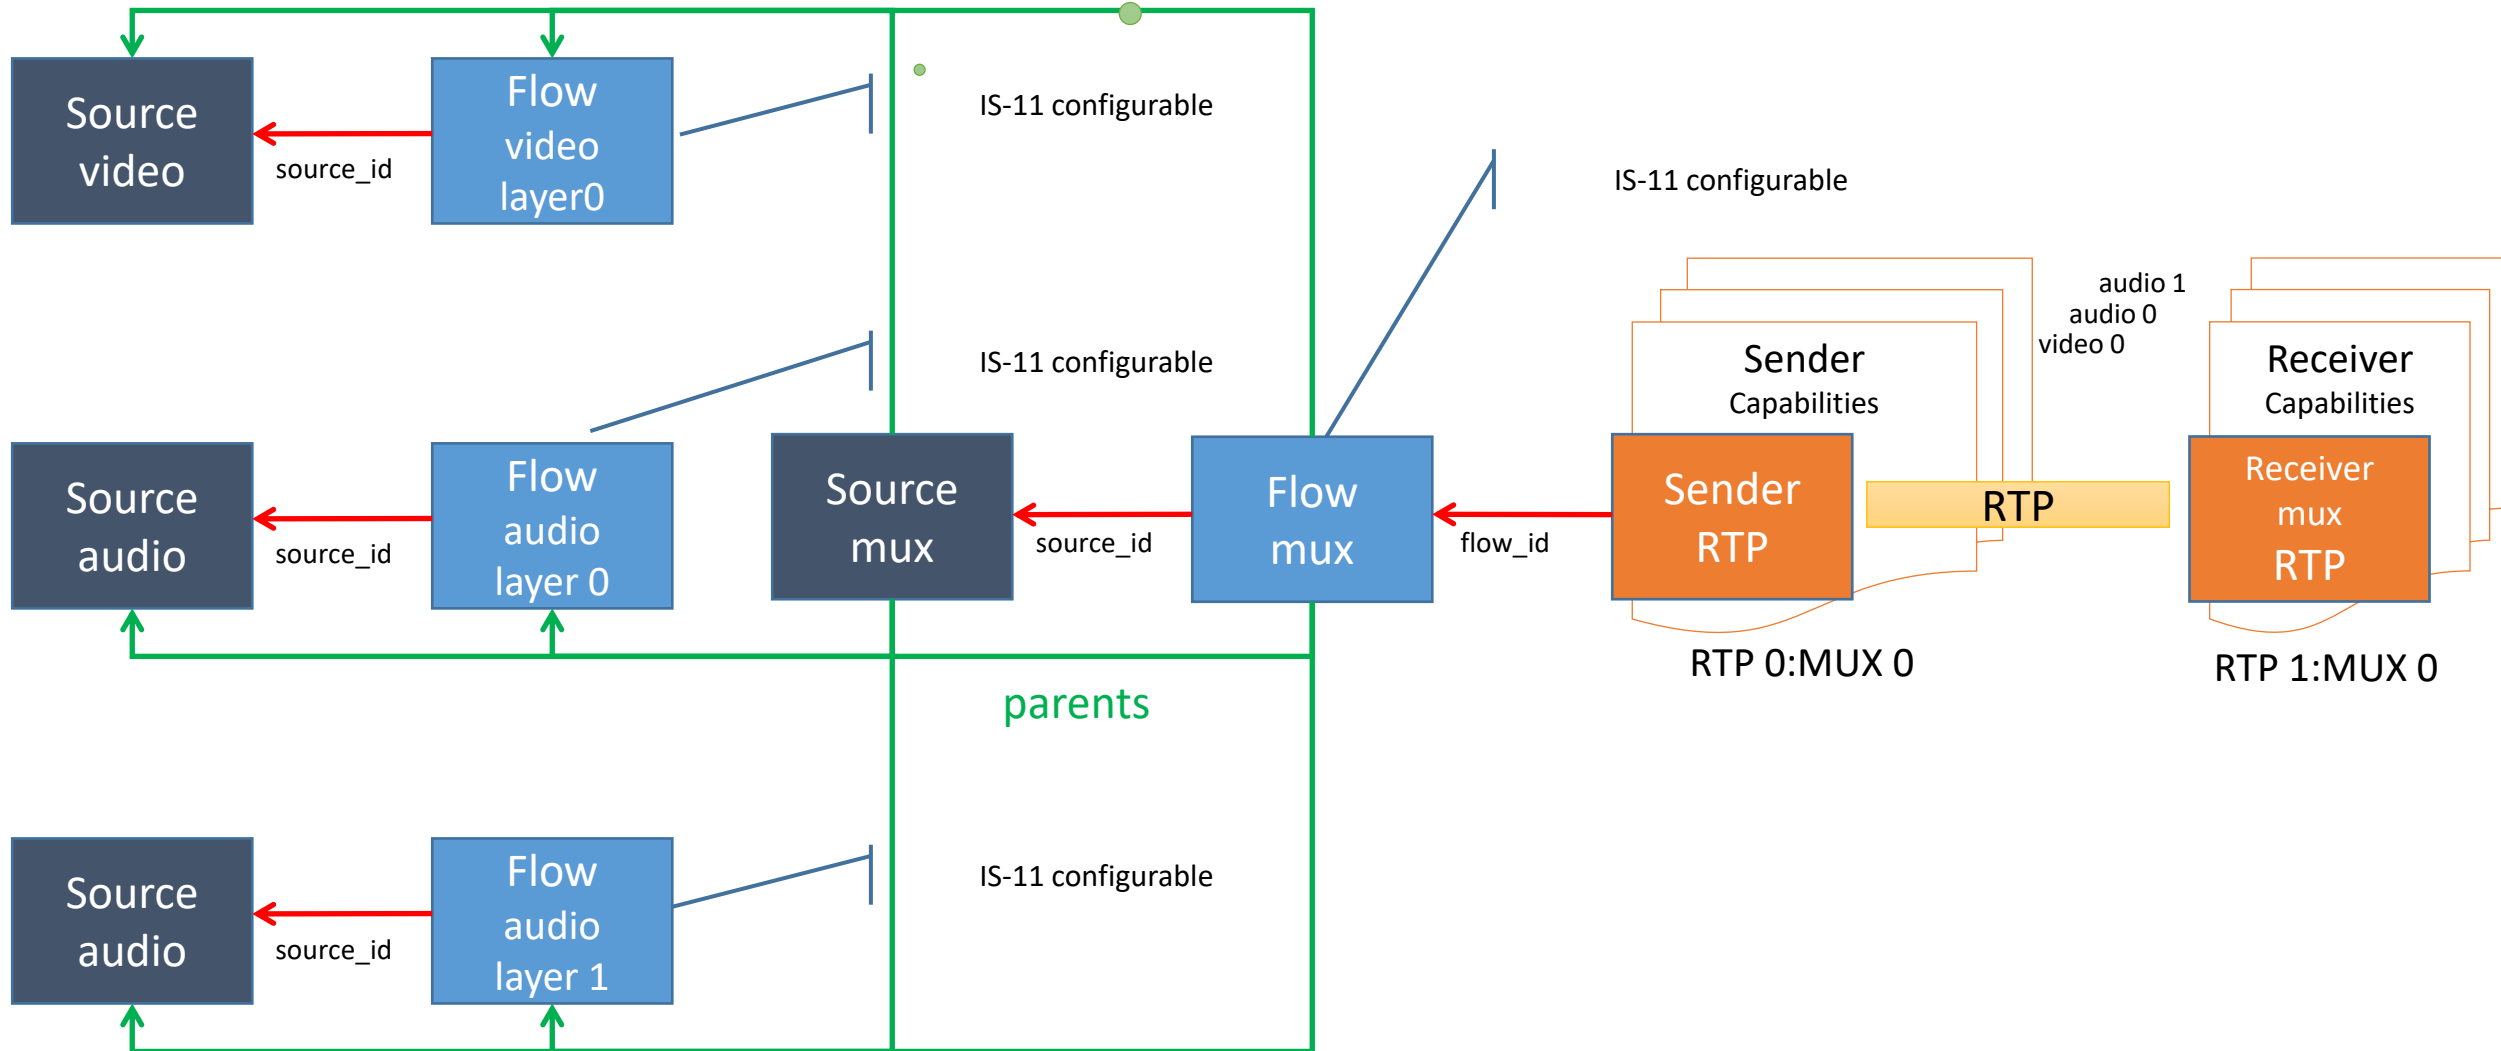 Source
video
source_id
Flow
video
layer0
IS-11 configurable
IS-11 configurable
audio 1
audio 0
video 0
Sender
Capabilities
Receiver
Capabilities
IS-11 configurable
Source
audio
source_id
Flow
audio
layer 0
Source
mux
source_id
Flow
mux
flow_id
Sender
RTP
RTP
Receiver
mux
RTP
RTP 0:MUX 0
RTP 1:MUX 0
parents
Source
audio
source_id
Flow
audio
layer 1
IS-11 configurable